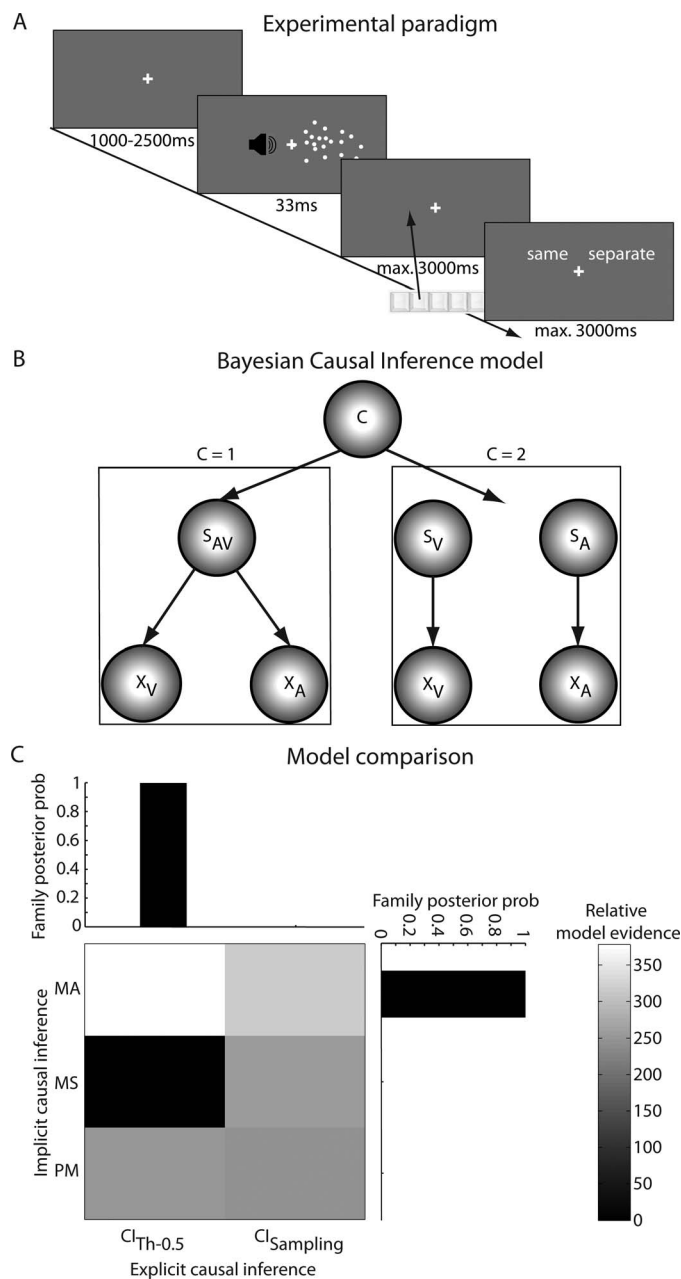 A
Experimental paradigm
1000-2500ms
33ms
max. 3000ms
same separate
max. 3000ms
B
Bayesian Causal Inference model
C
C = 1
C = 2
S_AV
S_V
S_A
X_V
X_A
X_V
X_A
C
Model comparison
Family posterior prob
1
0.8
0.6
0.4
0.2
0
Family posterior prob
0 0.2 0.4 0.6 0.8 1
Relative
model evidence
350
300
250
200
150
100
50
0
Implicit causal inference
MA
MS
PM
CI_Th-0.5
CI_Sampling
Explicit causal inference